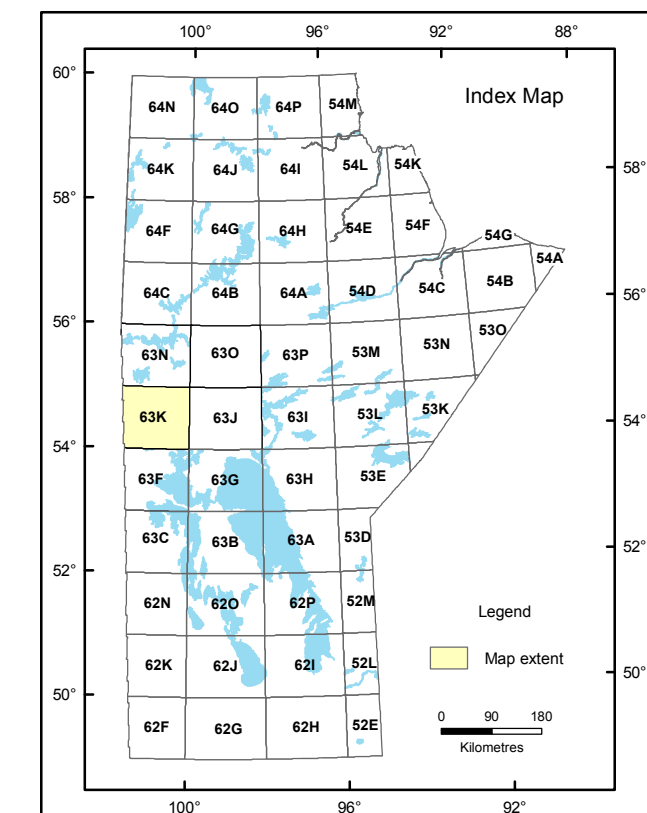 100° 96° 92° 88°
60°
Index Map
64N 64O 64P 54M
58°
64K 64J 64I 54L 54K
58°
64F 64G 64H 54E 54F 54G
54A
64C 64B 64A 54D 54C 54B
56°
56°
63N 63O 63P 53M 53N 53O
63K 63J 63I 53L 53K
54°
54°
63F 63G 63H 53E
63C 63B 63A 53D
52°
52°
62N 62O 62P 52M
Legend
62K 62J 62I 52L
Map extent
50°
50°
62F 62G 62H 52E
0 90 180
Kilometres
100° 96° 92°